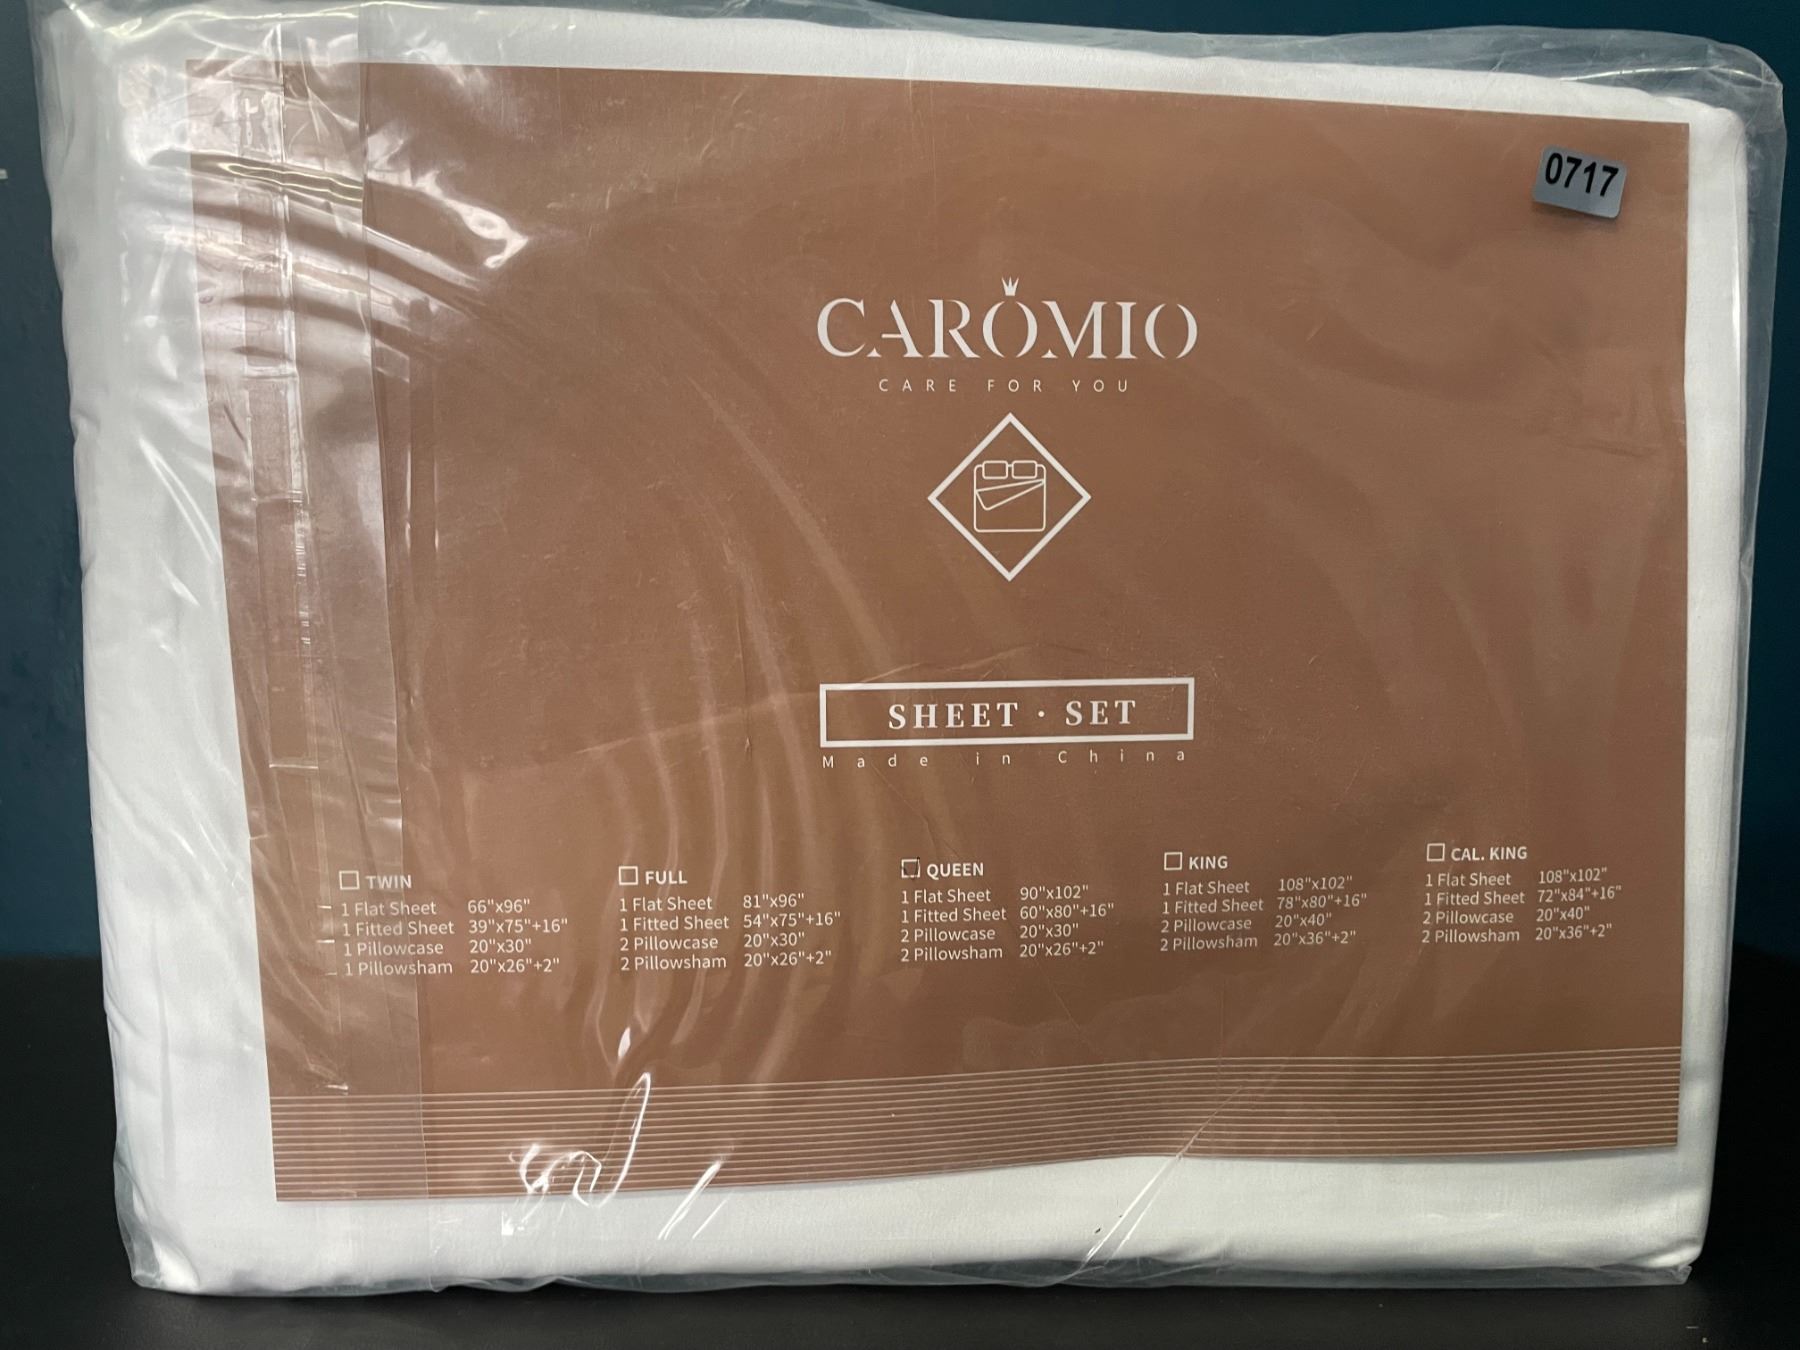 0717
CAROMIO
CARE FOR YOU
SHEET · SET
Made in China
TWIN
1 Flat Sheet 66"x96"
1 Fitted Sheet 39"x75"+16"
1 Pillowcase 20"x30"
1 Pillowsham 20"x26"+2"
FULL
1 Flat Sheet 81"x96"
1 Fitted Sheet 54"x75"+16"
2 Pillowcase 20"x30"
2 Pillowsham 20"x26"+2"
QUEEN
1 Flat Sheet 90"x102"
1 Fitted Sheet 60"x80"+16"
2 Pillowcase 20"x30"
2 Pillowsham 20"x26"+2"
KING
1 Flat Sheet 108"x102"
1 Fitted Sheet 78"x80"+16"
2 Pillowcase 20"x40"
2 Pillowsham 20"x36"+2"
CAL. KING
1 Flat Sheet 108"x102"
1 Fitted Sheet 72"x84"+16"
2 Pillowcase 20"x40"
2 Pillowsham 20"x36"+2"